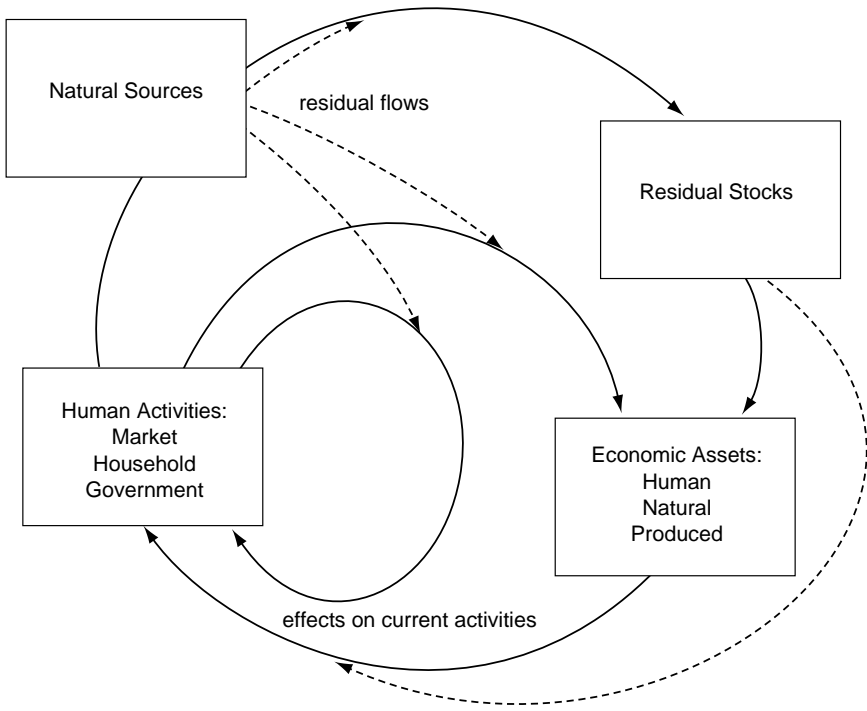 Natural Sources
residual flows
Residual Stocks
Human Activities:
Market
Household
Government
Economic Assets:
Human
Natural
Produced
effects on current activities